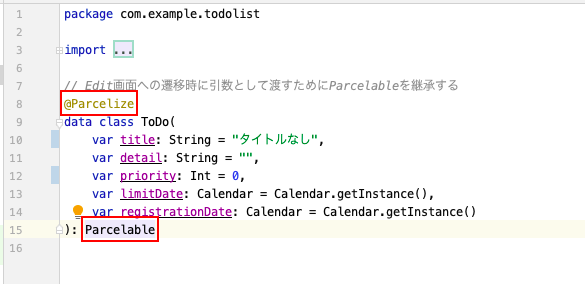 1 package com.example.todolist
2
3 import ...
6
7 // Edit画面への遷移時に引数として渡すためにParcelableを継承する
8 @Parcelize
9 data class ToDo(
10 var title: String = "タイトルなし",
11 var detail: String = "",
12 var priority: Int = 0,
13 var limitDate: Calendar = Calendar.getInstance(),
14 var registrationDate: Calendar = Calendar.getInstance()
15 ): Parcelable
16